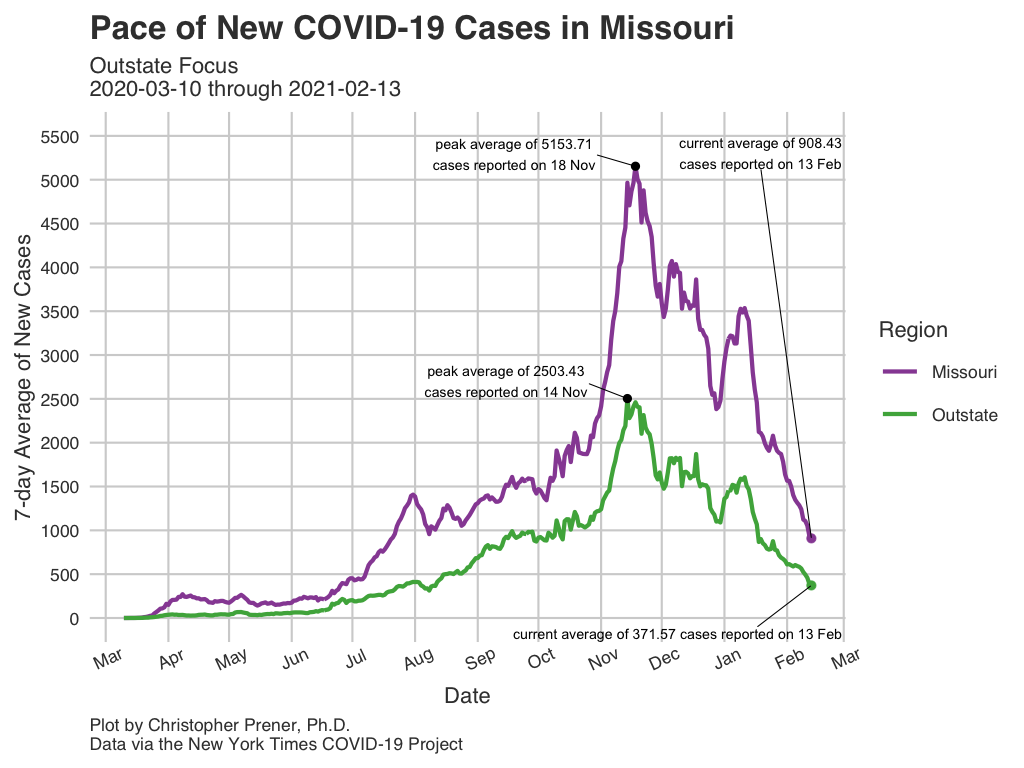 Pace of New COVID-19 Cases in Missouri
Outstate Focus
2020-03-10 through 2021-02-13
7-day Average of New Cases
5500
5000
4500
4000
3500
3000
2500
2000
1500
1000
500
0
peak average of 5153.71
cases reported on 18 Nov
current average of 908.43
cases reported on 13 Feb
peak average of 2503.43
cases reported on 14 Nov
current average of 371.57 cases reported on 13 Feb
Mar
Apr
May
Jun
Jul
Aug
Sep
Oct
Nov
Dec
Jan
Feb
Mar
Date
Region
Missouri
Outstate
Plot by Christopher Prener, Ph.D.
Data via the New York Times COVID-19 Project